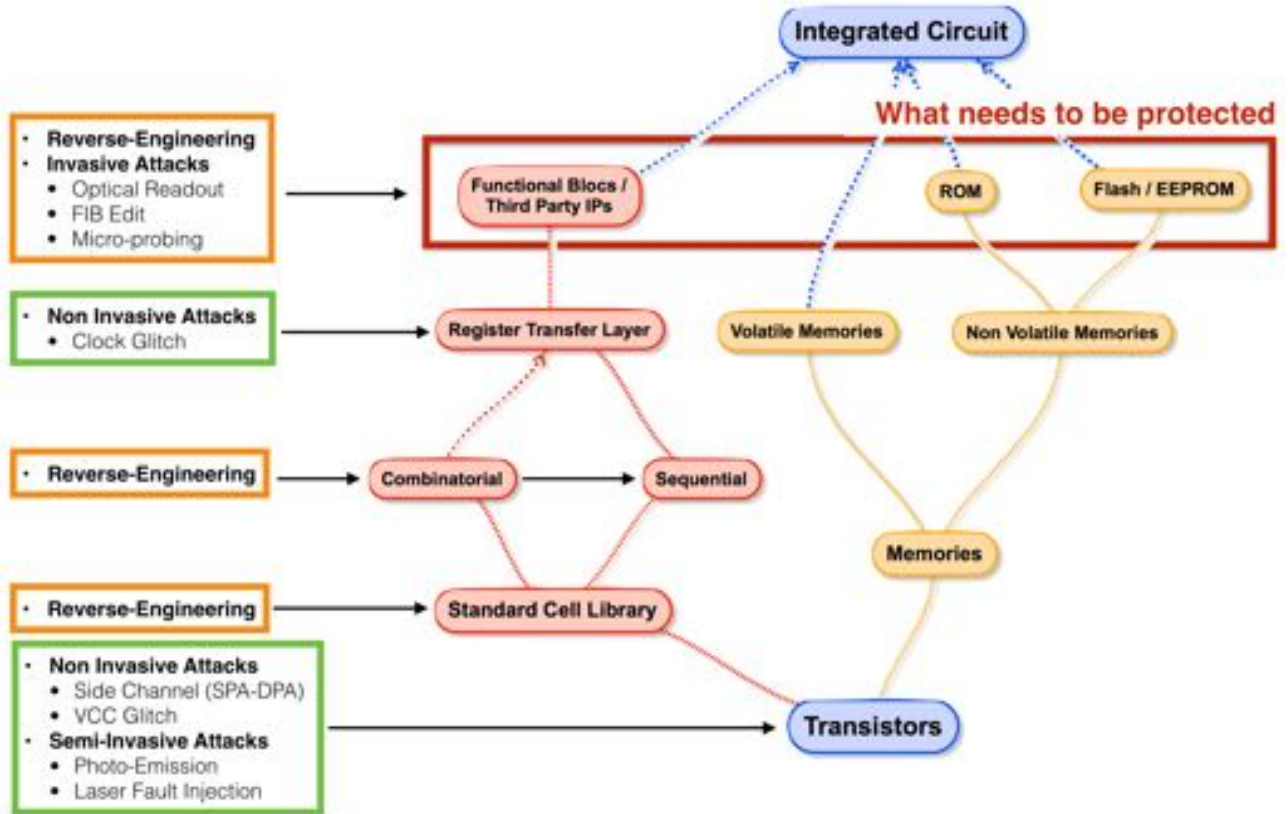 Integrated Circuit
What needs to be protected
• Reverse-Engineering
• Invasive Attacks
• Optical Readout
• FIB Edit
• Micro-probing
Functional Blocs /
Third Party IPs
ROM
Flash / EEPROM
• Non Invasive Attacks
• Clock Glitch
Register Transfer Layer
Volatile Memories
Non Volatile Memories
• Reverse-Engineering
Combinatorial
Sequential
Memories
• Reverse-Engineering
Standard Cell Library
• Non Invasive Attacks
• Side Channel (SPA-DPA)
• VCC Glitch
• Semi-Invasive Attacks
• Photo-Emission
• Laser Fault Injection
Transistors